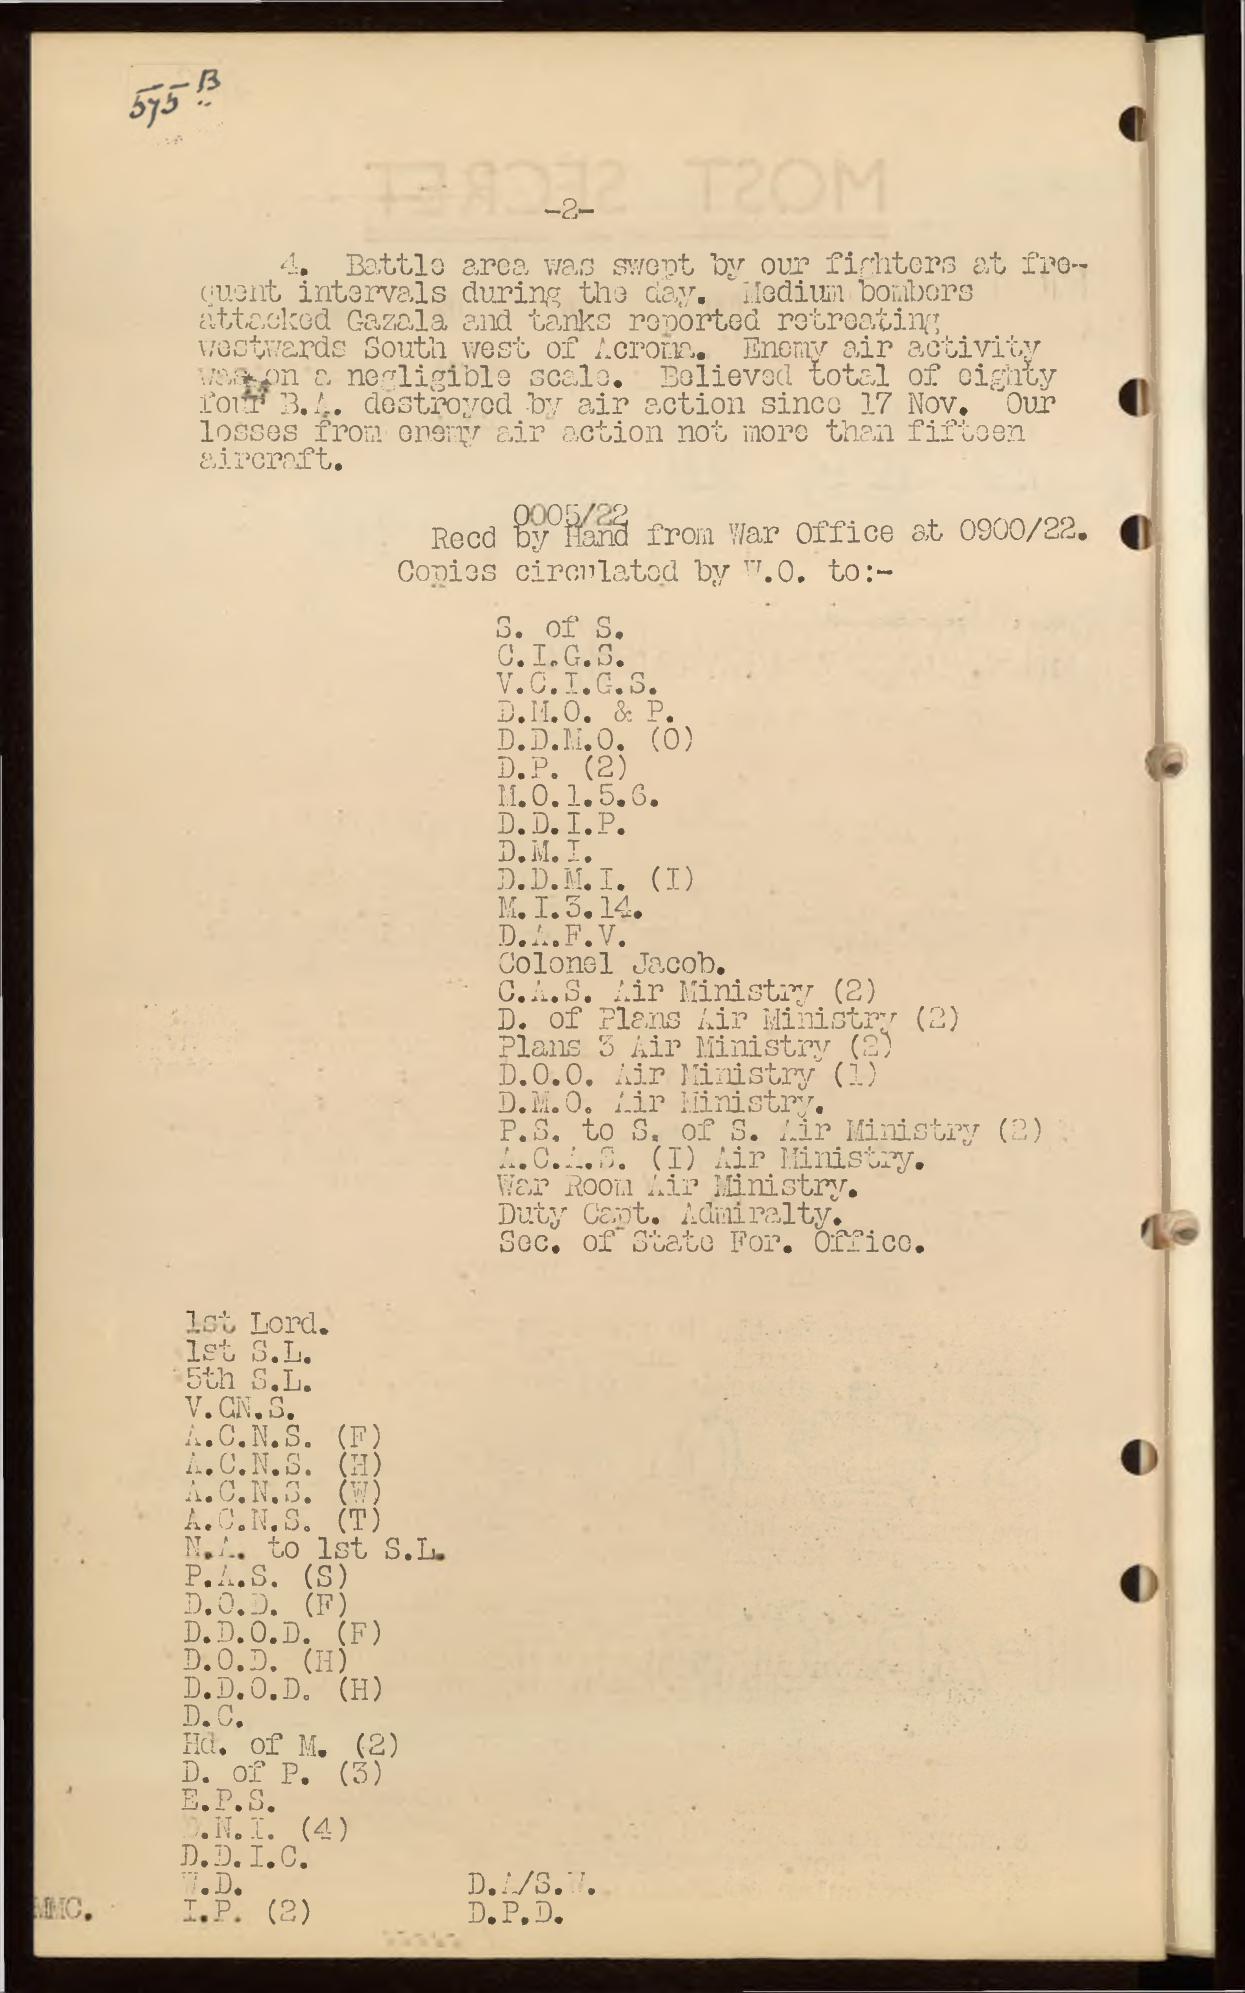 575 B
MOST SECRET
-2-
4. Battle area was swept by our fighters at fre-
quent intervals during the day. Medium bombers
attacked Gazala and tanks reported retreating
westwards South west of Acroma. Enemy air activity
was on a negligible scale. Believed total of eighty
four B.A. destroyed by air action since 17 Nov. Our
losses from enemy air action not more than fifteen
aircraft.
0005/22
Recd by Hand from War Office at 0900/22.
Copies circulated by W.O. to:-
S. of S.
C.I.G.S.
V.C.I.G.S.
D.M.O. & P.
D.D.M.O. (O)
D.P. (2)
M.O.1.5.6.
D.D.I.P.
D.M.I.
D.D.M.I. (I)
M.I.3.14.
D.A.F.V.
Colonel Jacob.
C.A.S. Air Ministry (2)
D. of Plans Air Ministry (2)
Plans 3 Air Ministry (2)
D.O.O. Air Ministry (1)
D.M.O. Air Ministry.
P.S. to S. of S. Air Ministry (2)
A.C.A.S. (I) Air Ministry.
War Room Air Ministry.
Duty Capt. Admiralty.
Sec. of State For. Office.
1st Lord.
1st S.L.
5th S.L.
V.CN.S.
A.C.N.S. (F)
A.C.N.S. (H)
A.C.N.S. (W)
A.C.N.S. (T)
N.A. to 1st S.L.
P.A.S. (S)
D.O.D. (F)
D.D.O.D. (F)
D.O.D. (H)
D.D.O.D. (H)
D.C.
Hd. of M. (2)
D. of P. (3)
E.P.S.
D.N.I. (4)
D.D.I.C.
W.D. D.A/S.W.
MMC. I.P. (2) D.P.D.